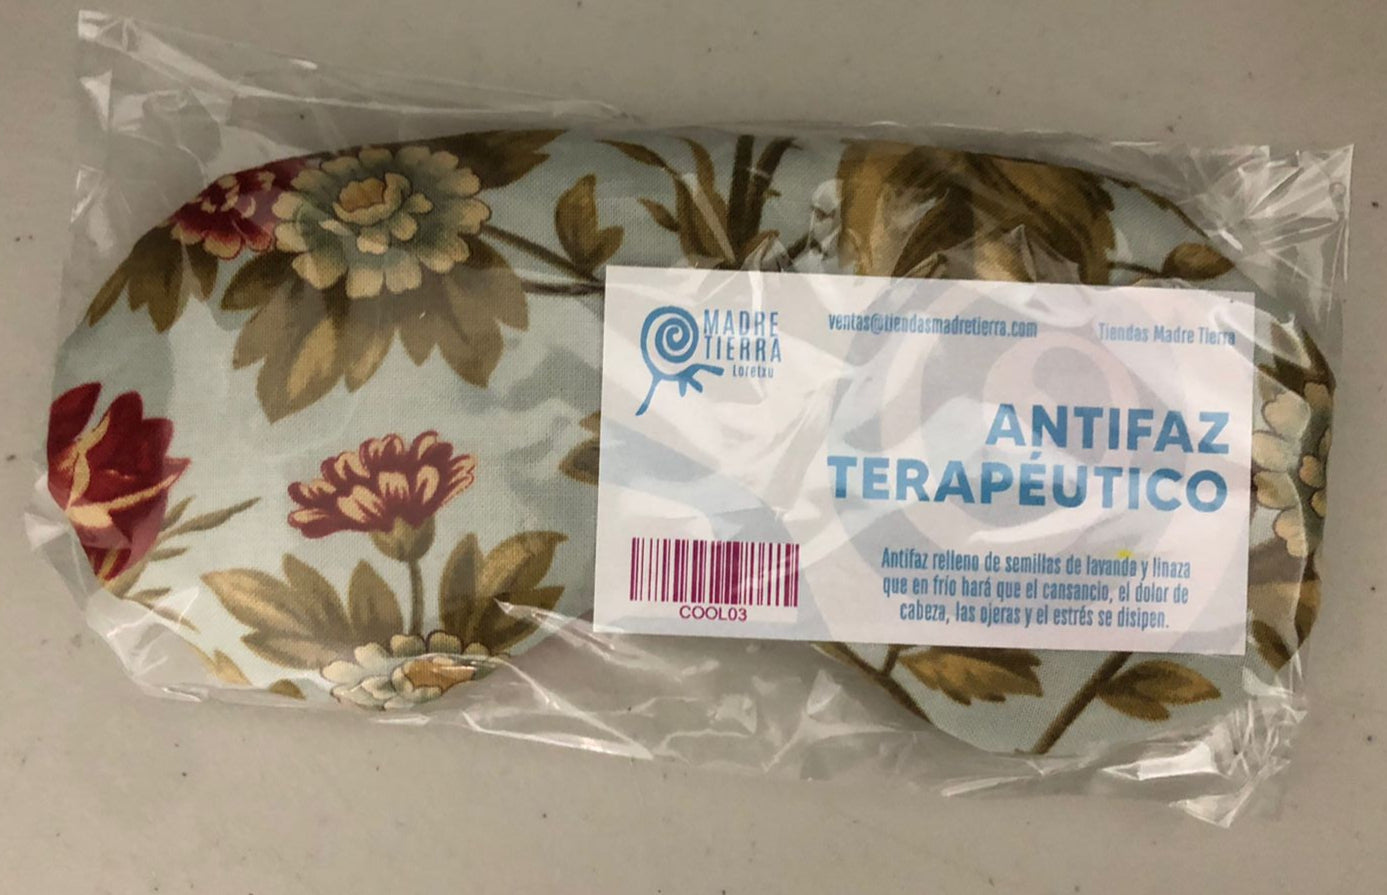 MADRE
TIERRA
Loretxu
ventas@tiendasmadretierra.com
Tiendas Madre Tierra
ANTIFAZ
TERAPÉUTICO
Antifaz relleno de semillas de lavanda y linaza
que en frío hará que el cansancio, el dolor de
cabeza, las ojeras y el estrés se disipen.
COOL03